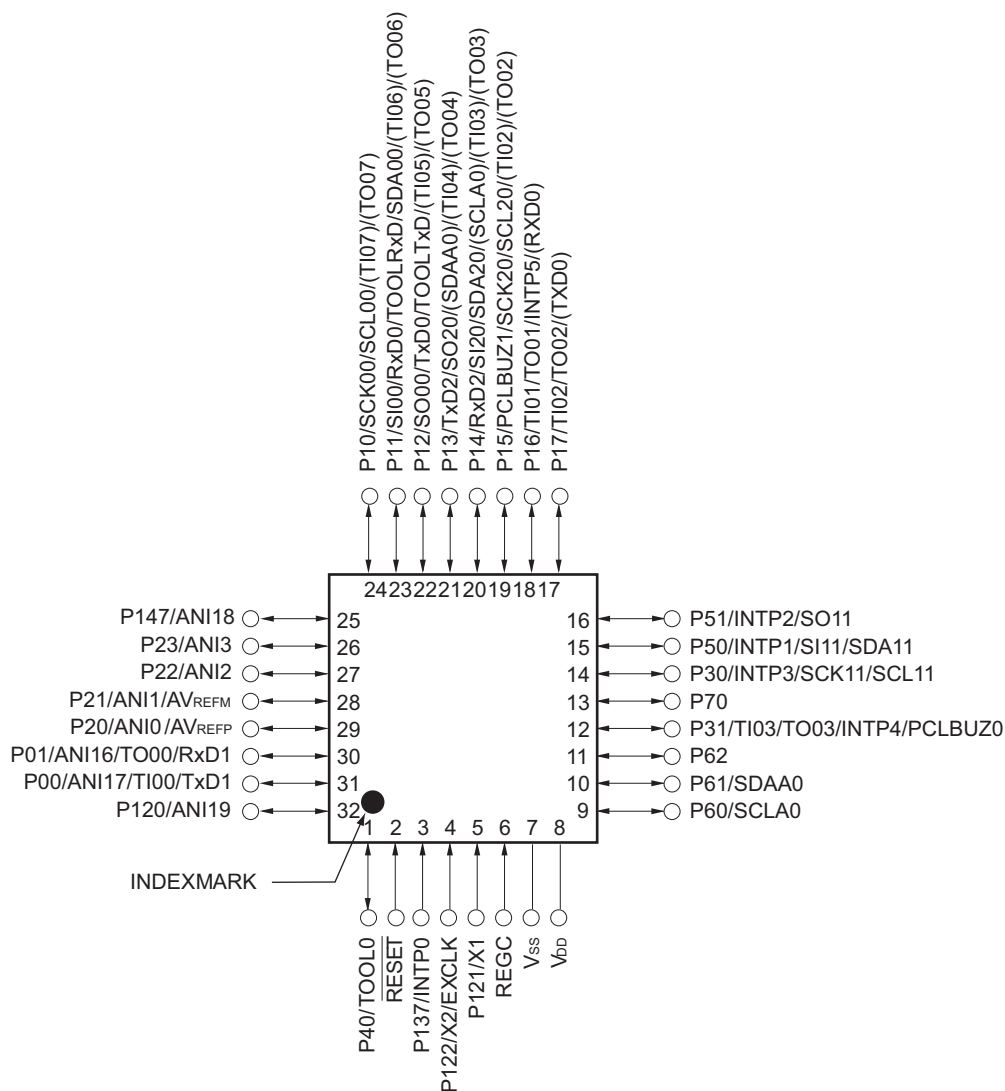 P10/SCK00/SCL00/(TI07)/(TO07)
P11/SI00/RxD0/TOOLRxD/SDA00/(TI06)/(TO06)
P12/SO00/TxD0/TOOLTxD/(TI05)/(TO05)
P13/TxD2/SO20/(SDAA0)/(TI04)/(TO04)
P14/RxD2/SI20/SDA20/(SCLA0)/(TI03)/(TO03)
P15/PCLBUZ1/SCK20/SCL20/(TI02)/(TO02)
P16/TI01/TO01/INTP5/(RXD0)
P17/TI02/TO02/(TXD0)
24 23 22 21 20 19 18 17
P147/ANI18 25
P23/ANI3 26
P22/ANI2 27
P21/ANI1/AVREFM 28
P20/ANI0/AVREFP 29
P01/ANI16/TO00/RxD1 30
P00/ANI17/TI00/TxD1 31
P120/ANI19 32
16 P51/INTP2/SO11
15 P50/INTP1/SI11/SDA11
14 P30/INTP3/SCK11/SCL11
13 P70
12 P31/TI03/TO03/INTP4/PCLBUZ0
11 P62
10 P61/SDAA0
9 P60/SCLA0
1 2 3 4 5 6 7 8
INDEXMARK
P40/TOOL0
RESET
P137/INTP0
P122/X2/EXCLK
P121/X1
REGC
VSS
VDD